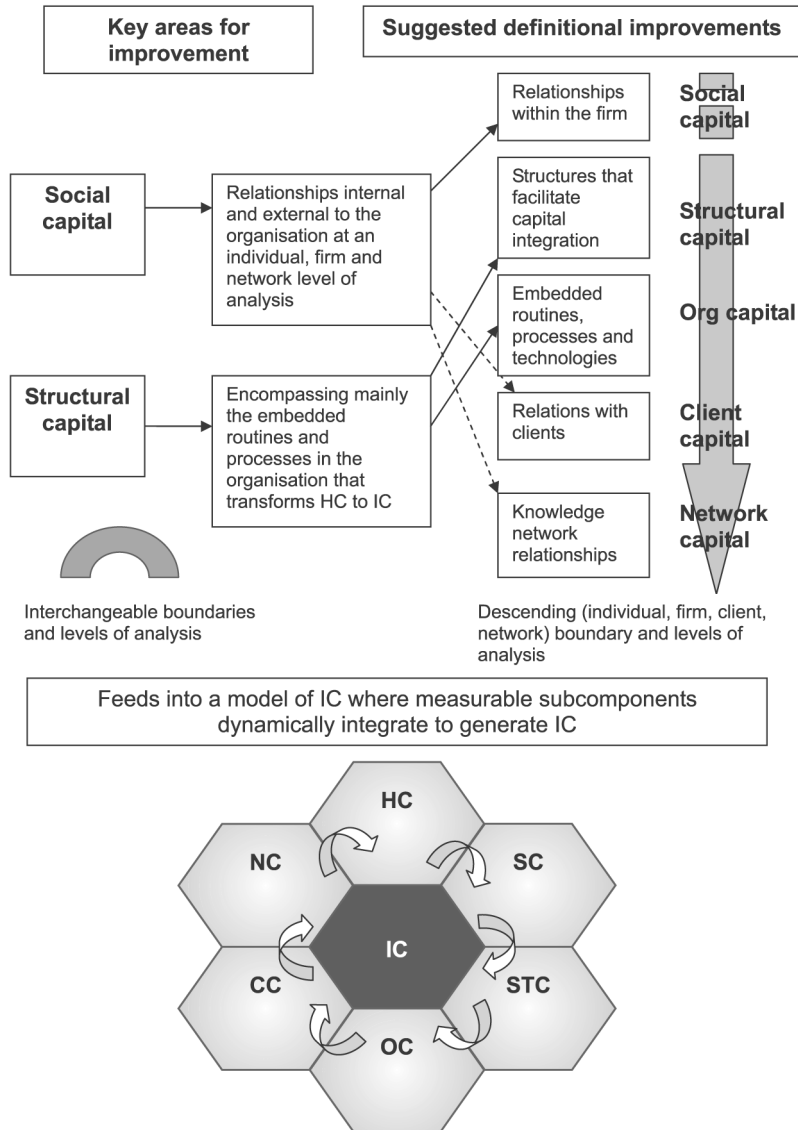 Key areas for
improvement
Suggested definitional improvements
Social
capital
Relationships internal
and external to the
organisation at an
individual, firm and
network level of
analysis
Structural
capital
Encompassing mainly
the embedded
routines and
processes in the
organisation that
transforms HC to IC
Relationships
within the firm
Social
capital
Structures that
facilitate
capital
integration
Structural
capital
Embedded
routines,
processes and
technologies
Org capital
Relations with
clients
Client
capital
Knowledge
network
relationships
Network
capital
Interchangeable boundaries
and levels of analysis
Descending (individual, firm, client,
network) boundary and levels of
analysis
Feeds into a model of IC where measurable subcomponents
dynamically integrate to generate IC
HC
NC
SC
IC
CC
STC
OC